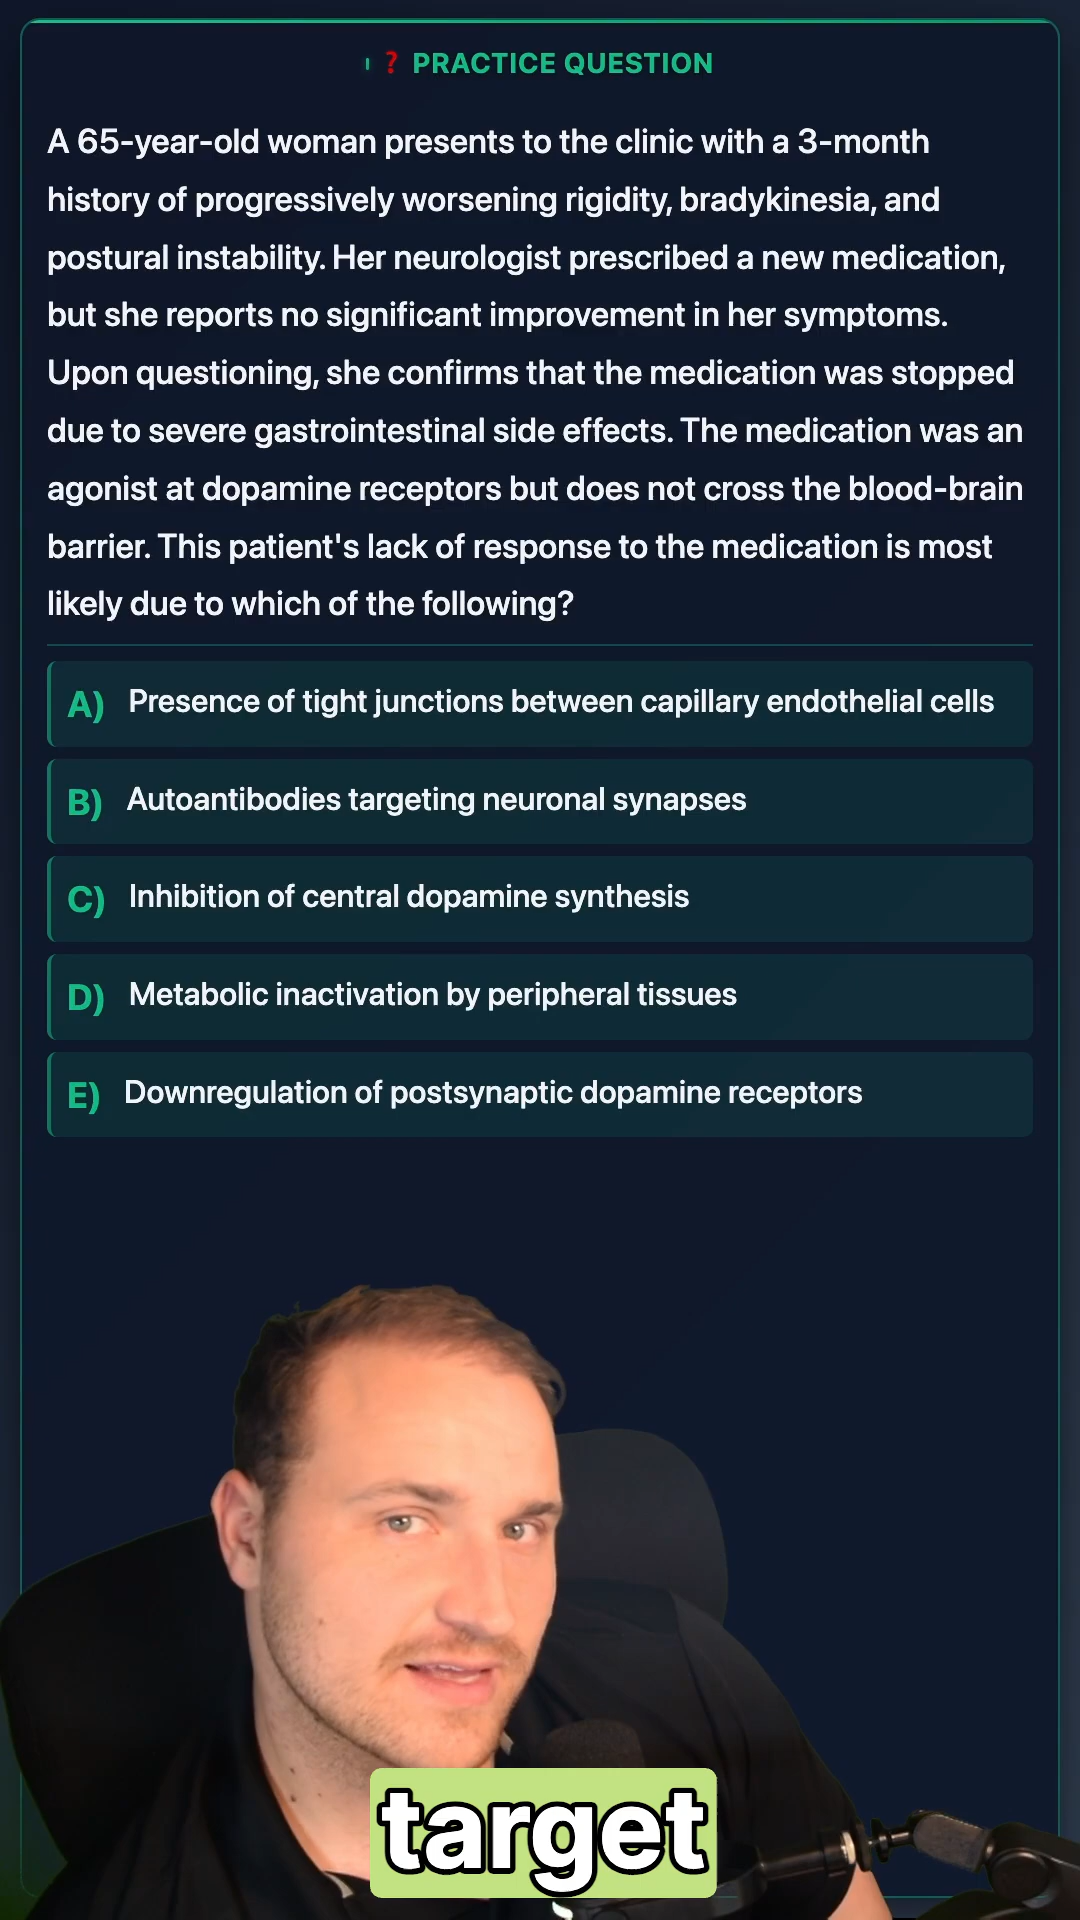 ❓ PRACTICE QUESTION
A 65-year-old woman presents to the clinic with a 3-month
history of progressively worsening rigidity, bradykinesia, and
postural instability. Her neurologist prescribed a new medication,
but she reports no significant improvement in her symptoms.
Upon questioning, she confirms that the medication was stopped
due to severe gastrointestinal side effects. The medication was an
agonist at dopamine receptors but does not cross the blood-brain
barrier. This patient's lack of response to the medication is most
likely due to which of the following?
A) Presence of tight junctions between capillary endothelial cells
B) Autoantibodies targeting neuronal synapses
C) Inhibition of central dopamine synthesis
D) Metabolic inactivation by peripheral tissues
E) Downregulation of postsynaptic dopamine receptors
target